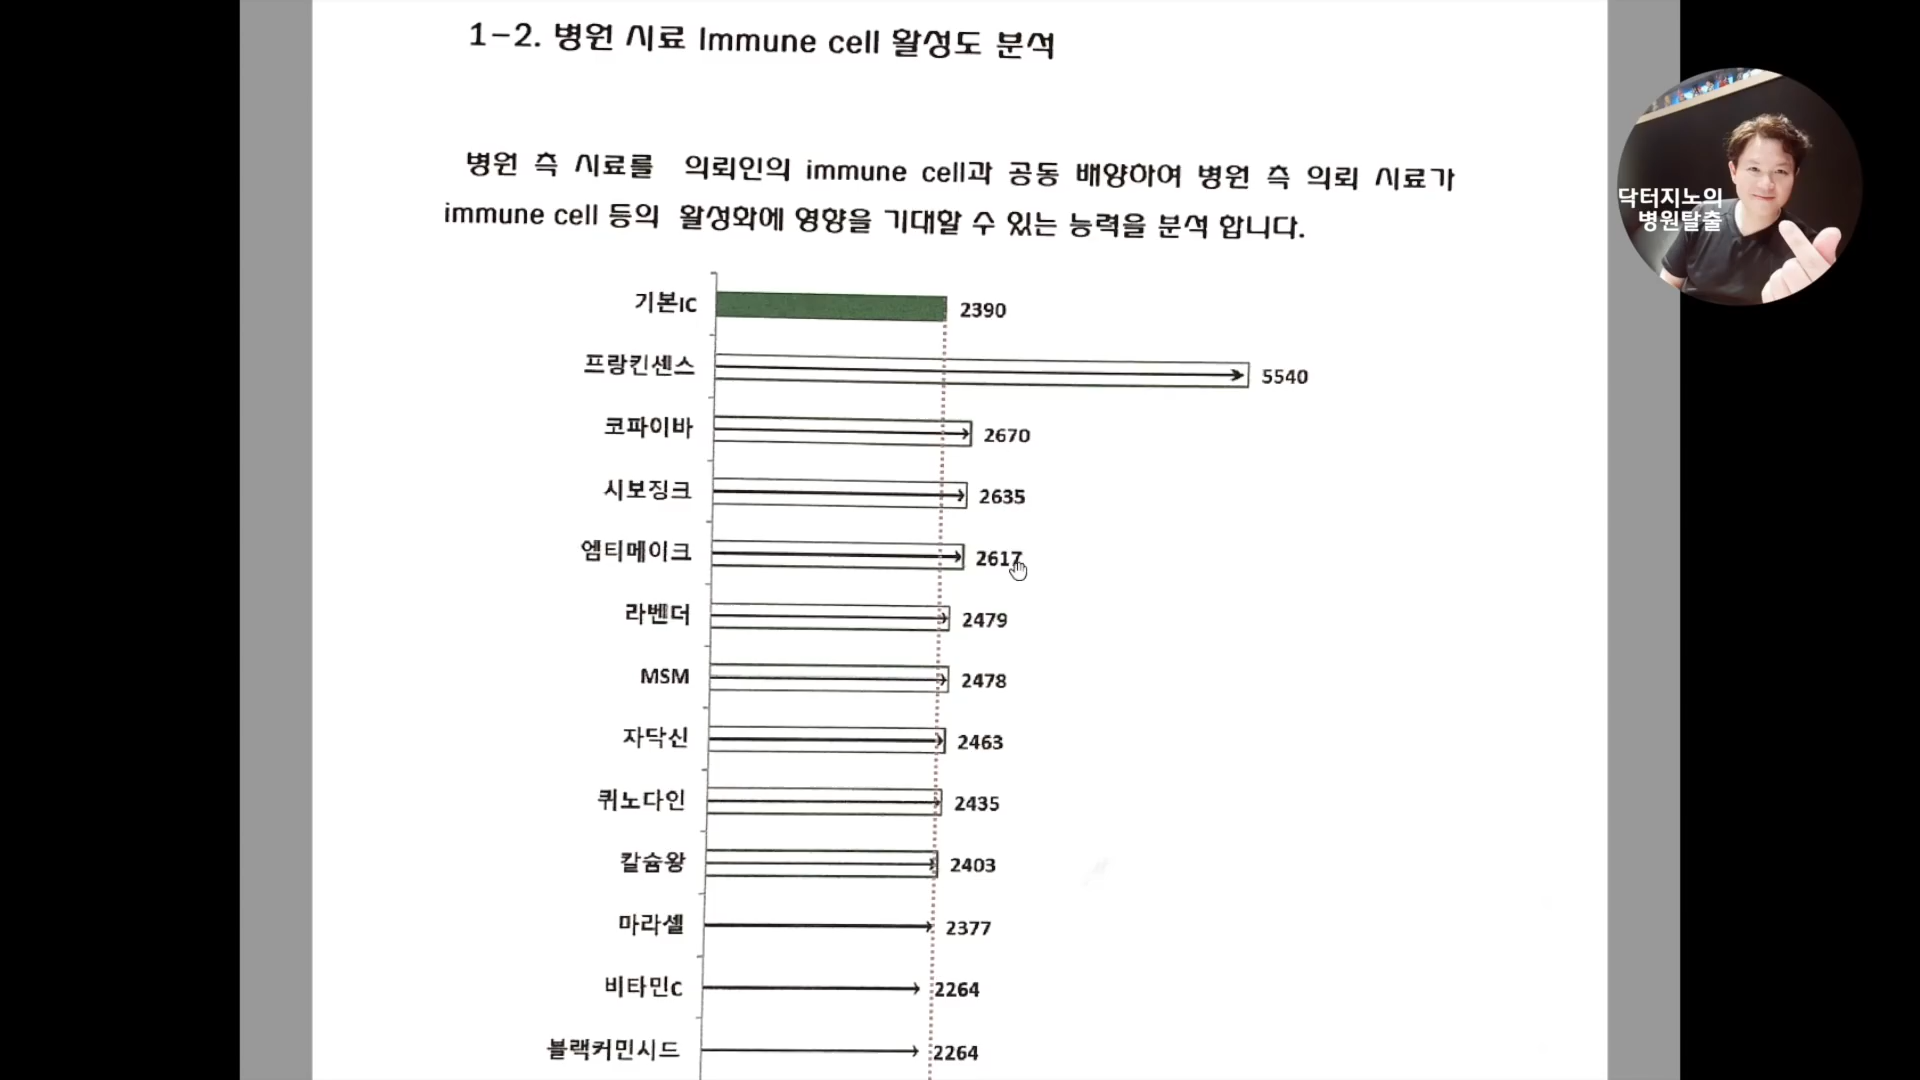 1-2. 병원 시료 Immune cell 활성도 분석
병원 측 시료를 의뢰인의 immune cell과 공동 배양하여 병원 측 의뢰 시료가
immune cell 등의 활성화에 영향을 기대할 수 있는 능력을 분석 합니다.
닥터지노의
병원탈출
기본IC 2390
프랑킨센스 5540
코파이바 2670
시보징크 2635
엠티메이크 2617
라벤더 2479
MSM 2478
자닥신 2463
퀴노다인 2435
칼슘왕 2403
마라셀 2377
비타민C 2264
블랙커민시드 2264